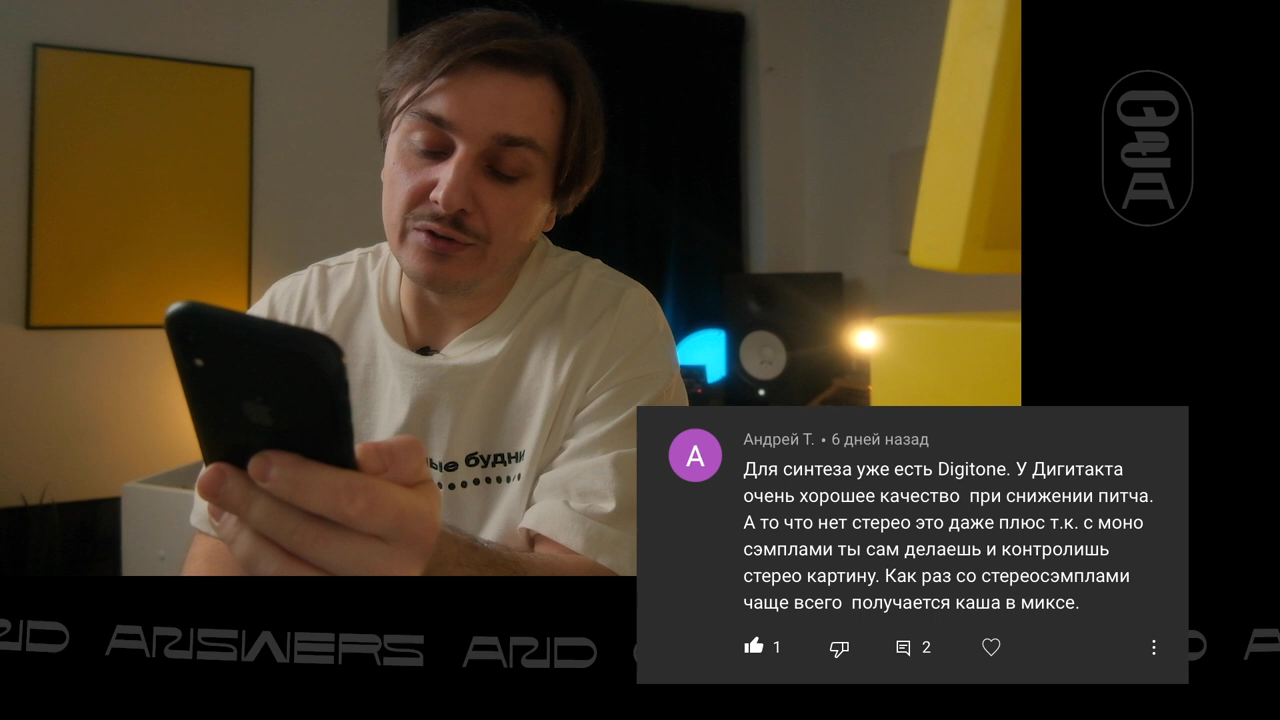 Q&A
ые будни
А
Андрей Т. • 6 дней назад
Для синтеза уже есть Digitone. У Дигитакта
очень хорошее качество при снижении питча.
А то что нет стерео это даже плюс т.к. с моно
сэмплами ты сам делаешь и контролишь
стерео картину. Как раз со стереосэмплами
чаще всего получается каша в миксе.
1
2
ANSWERS AND